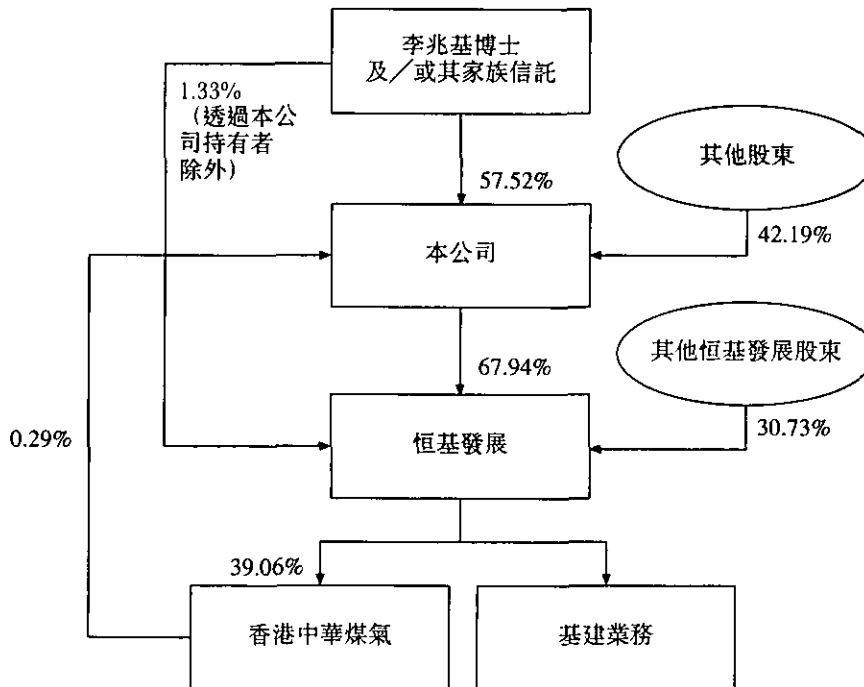 李兆基博士
及／或其家族信託
1.33%
（透過本公
司持有者
除外）
57.52%
其他股東
42.19%
本公司
67.94%
其他恒基發展股東
30.73%
0.29%
恒基發展
39.06%
香港中華煤氣
基建業務